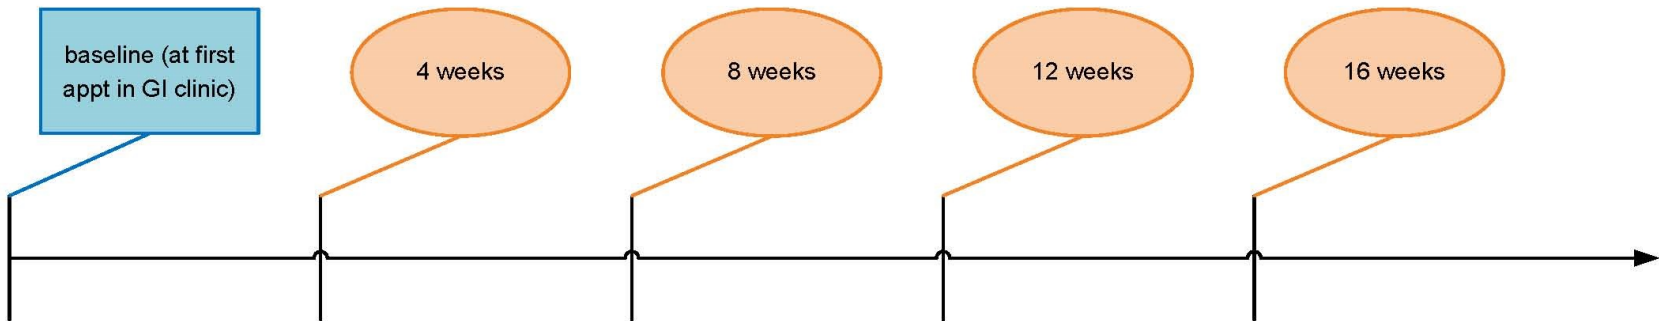 baseline (at first
appt in GI clinic)
4 weeks
8 weeks
12 weeks
16 weeks